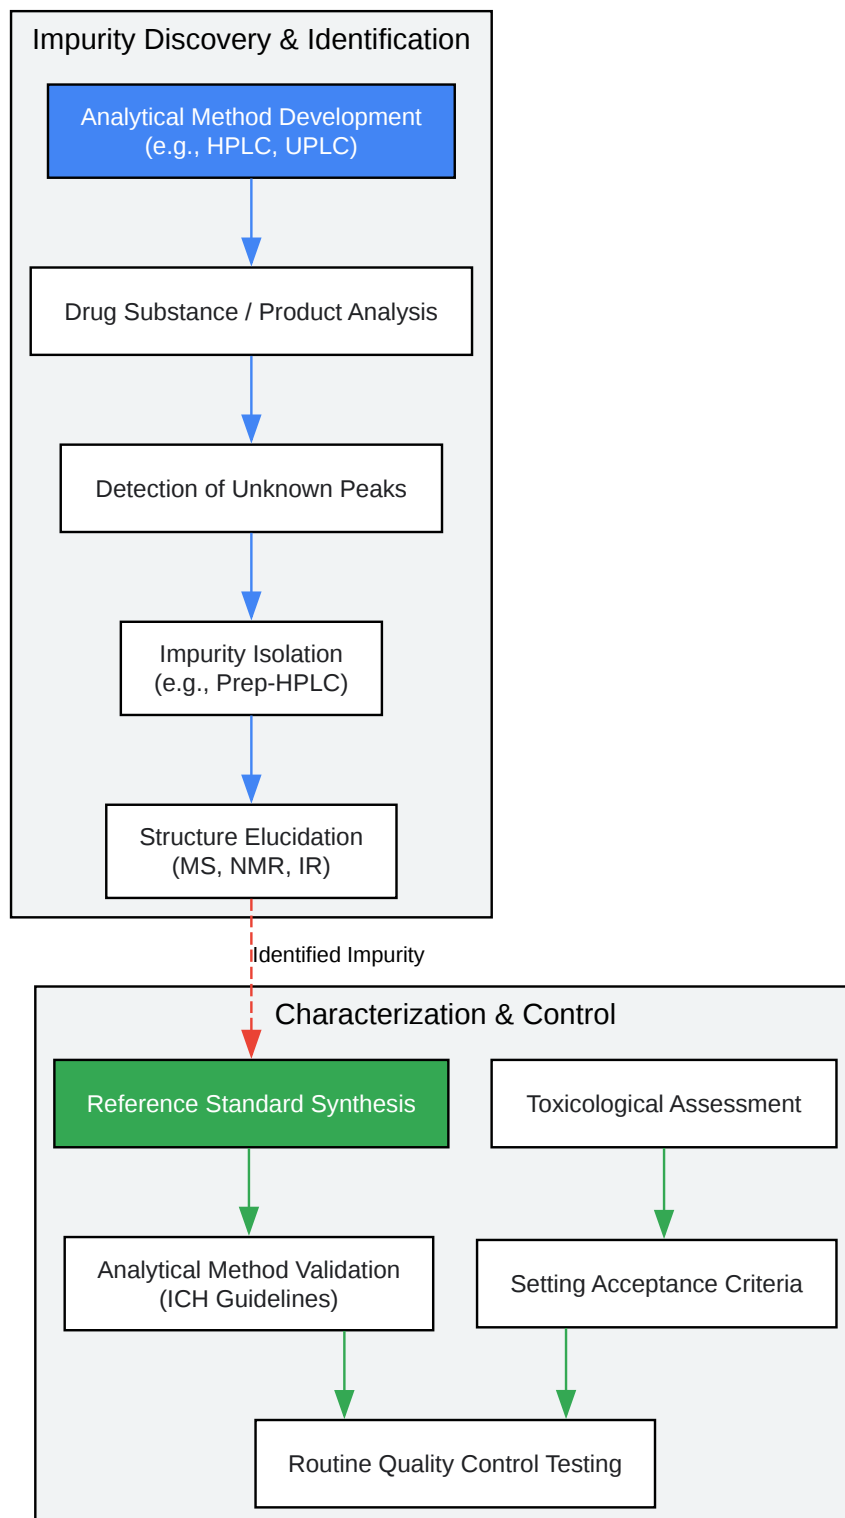 Impurity Discovery & Identification
Analytical Method Development
(e.g., HPLC, UPLC)
Drug Substance / Product Analysis
Detection of Unknown Peaks
Impurity Isolation
(e.g., Prep-HPLC)
Structure Elucidation
(MS, NMR, IR)
Identified Impurity
Characterization & Control
Reference Standard Synthesis
Toxicological Assessment
Analytical Method Validation
(ICH Guidelines)
Setting Acceptance Criteria
Routine Quality Control Testing